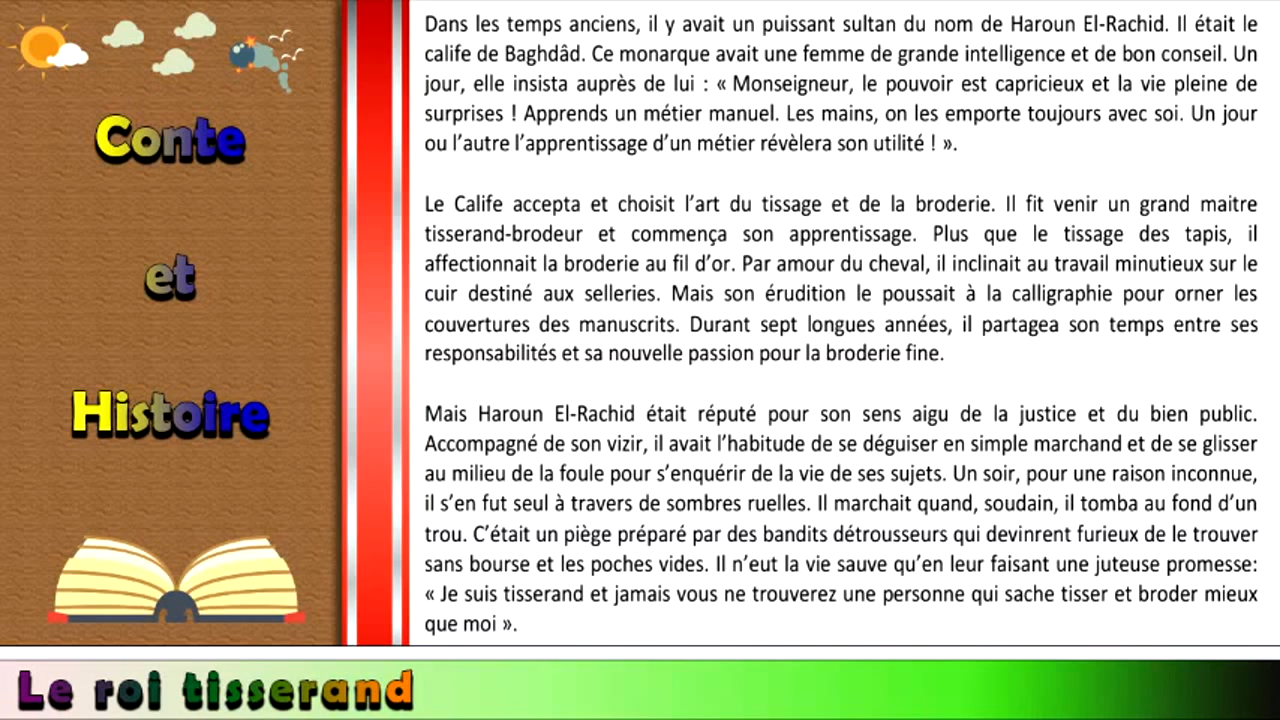 Conte
et
Histoire
Dans les temps anciens, il y avait un puissant sultan du nom de Haroun El-Rachid. Il était le
calife de Baghdâd. Ce monarque avait une femme de grande intelligence et de bon conseil. Un
jour, elle insista auprès de lui : « Monseigneur, le pouvoir est capricieux et la vie pleine de
surprises ! Apprends un métier manuel. Les mains, on les emporte toujours avec soi. Un jour
ou l’autre l’apprentissage d’un métier révèlera son utilité ! ».
Le Calife accepta et choisit l’art du tissage et de la broderie. Il fit venir un grand maitre
tisserand-brodeur et commença son apprentissage. Plus que le tissage des tapis, il
affectionnait la broderie au fil d’or. Par amour du cheval, il inclinait au travail minutieux sur le
cuir destiné aux selleries. Mais son érudition le poussait à la calligraphie pour orner les
couvertures des manuscrits. Durant sept longues années, il partagea son temps entre ses
responsabilités et sa nouvelle passion pour la broderie fine.
Mais Haroun El-Rachid était réputé pour son sens aigu de la justice et du bien public.
Accompagné de son vizir, il avait l’habitude de se déguiser en simple marchand et de se glisser
au milieu de la foule pour s’enquérir de la vie de ses sujets. Un soir, pour une raison inconnue,
il s’en fut seul à travers de sombres ruelles. Il marchait quand, soudain, il tomba au fond d’un
trou. C’était un piège préparé par des bandits détrousseurs qui devinrent furieux de le trouver
sans bourse et les poches vides. Il n’eut la vie sauve qu’en leur faisant une juteuse promesse:
« Je suis tisserand et jamais vous ne trouverez une personne qui sache tisser et broder mieux
que moi ».
Le roi tisserand